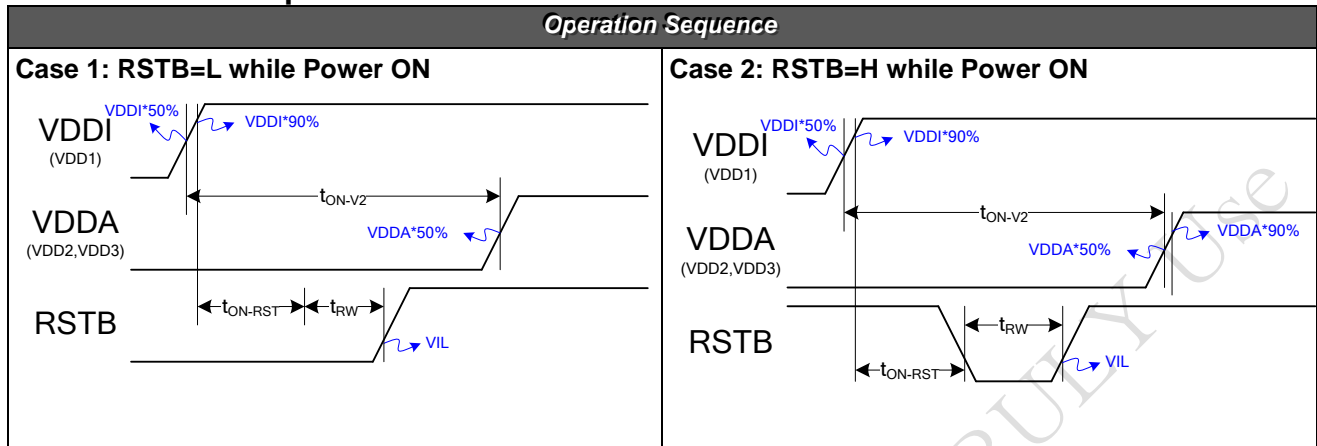 Operation Sequence
Case 1: RSTB=L while Power ON
VDDI*50%
VDDI*90%
VDDI
(VDD1)
tON-V2
VDDA
(VDD2,VDD3)
VDDA*50%
tON-RST
tRW
RSTB
VIL
Case 2: RSTB=H while Power ON
VDDI*50%
VDDI*90%
VDDI
(VDD1)
tON-V2
VDDA
(VDD2,VDD3)
VDDA*50%
VDDA*90%
RSTB
tRW
VIL
tON-RST
RULY Use